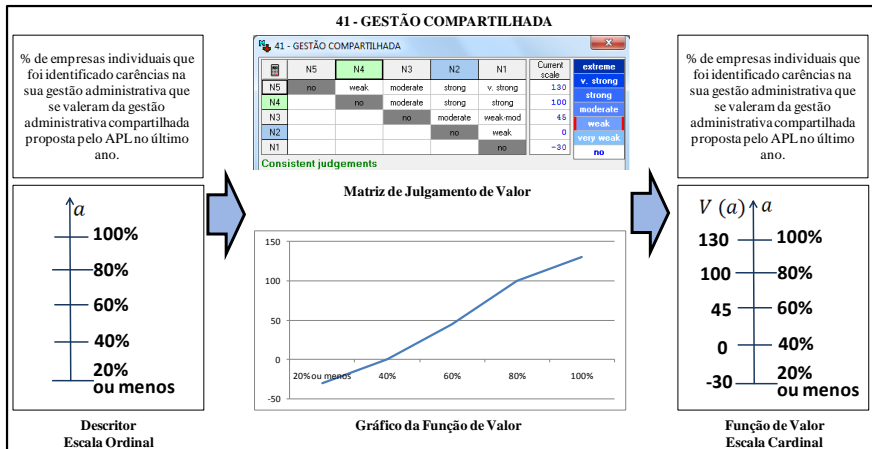 41 - GESTÃO COMPARTILHADA
% de empresas individuais que
foi identificado carências na
sua gestão administrativa que
se valeram da gestão
administrativa compartilhada
proposta pelo APL no último
ano.
a
100%
80%
60%
40%
20%
ou menos
Descritor
Escala Ordinal
41 - GESTÃO COMPARTILHADA
N5 N4 N3 N2 N1 Current
scale
N5 no weak moderate strong v. strong 130
N4 no moderate strong strong 100
N3 no moderate weak-mod 45
N2 no weak 0
N1 no -30
Consistent judgements
extreme
v. strong
strong
moderate
weak
very weak
no
Matriz de Julgamento de Valor
150
100
50
0
-50
20% ou menos 40% 60% 80% 100%
Gráfico da Função de Valor
% de empresas individuais que
foi identificado carências na
sua gestão administrativa que
se valeram da gestão
administrativa compartilhada
proposta pelo APL no último
ano.
V (a) a
130 100%
100 80%
45 60%
0 40%
-30 20%
ou menos
Função de Valor
Escala Cardinal